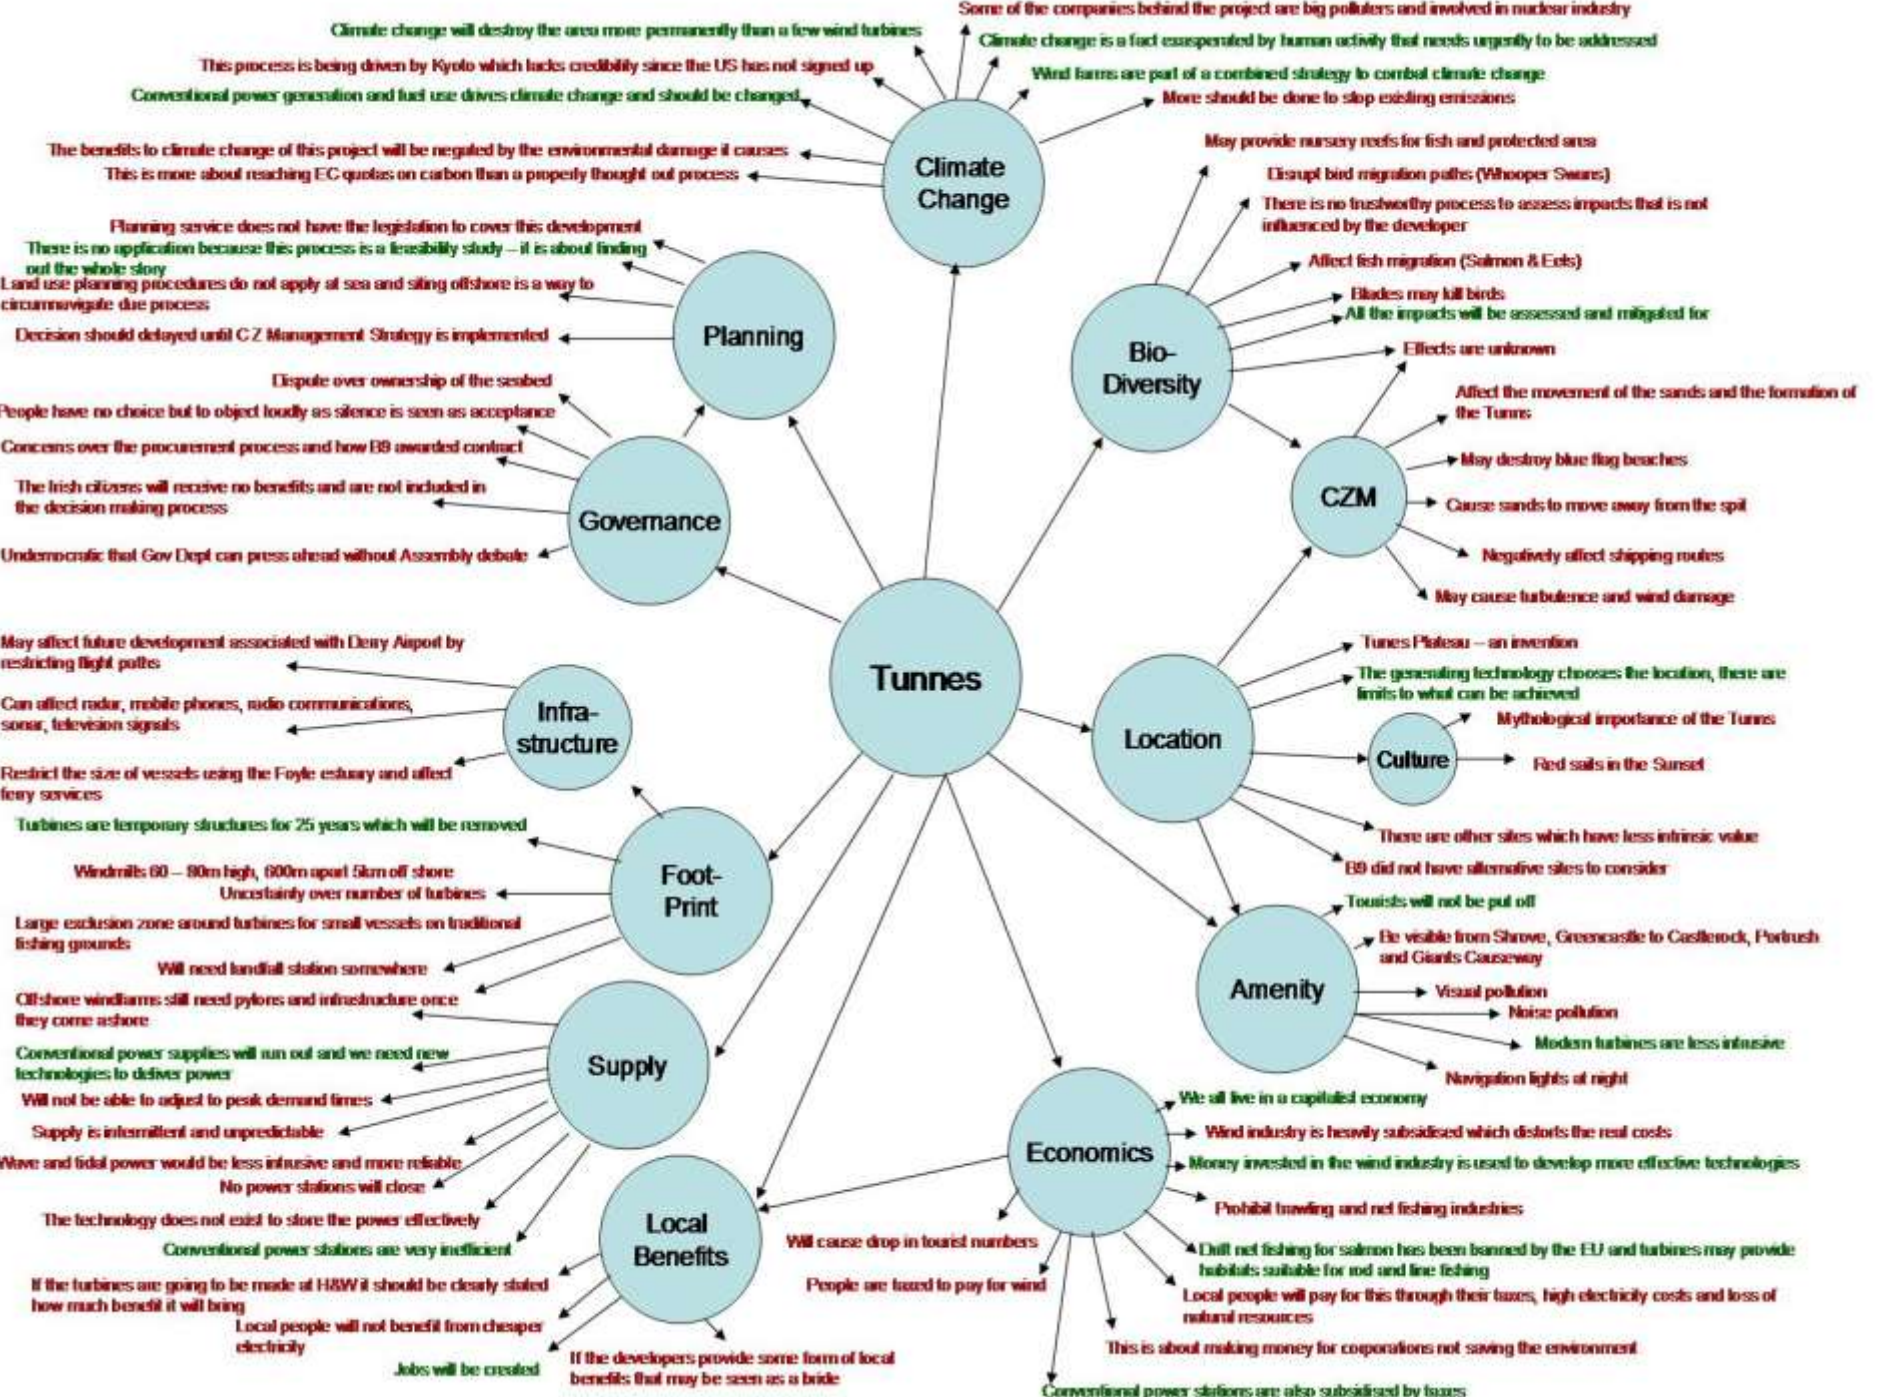 Some of the companies behind the project are big polluters and involved in nuclear industry
Climate change will destroy the area more permanently than a few wind turbines
Climate change is a fact exasperated by human activity that needs urgently to be addressed
This process is being driven by Kyoto which lacks credibility since the US has not signed up
Wind farms are part of a combined strategy to combat climate change
Conventional power generation and fuel use drives climate change and should be changed
More should be done to stop existing emissions
The benefits to climate change of this project will be negated by the environmental damage it causes
This is more about reaching EC quotas on carbon than a properly thought out process
Climate
Change
May provide nursery reefs for fish and protected area
Disrupt bird migration paths (Whooper Swans)
There is no trustworthy process to assess impacts that is not
influenced by the developer
Affect fish migration (Salmon & Eels)
Blades may kill birds
All the impacts will be assessed and mitigated for
Effects are unknown
Bio-
Diversity
Planning service does not have the legislation to cover this development
There is no application because this process is a feasibility study – it is about finding
out the whole story
Land use planning procedures do not apply at sea and siting offshore is a way to
circumnavigate due process
Decision should delayed until C Z Management Strategy is implemented
Planning
Dispute over ownership of the seabed
People have no choice but to object loudly as silence is seen as acceptance
Concerns over the procurement process and how B9 awarded contract
The Irish citizens will receive no benefits and are not included in
the decision making process
Undemocratic that Gov Dept can press ahead without Assembly debate
Governance
Affect the movement of the sands and the formation of
the Tunns
May destroy blue flag beaches
CZM
Cause sands to move away from the spit
Negatively affect shipping routes
May cause turbulence and wind damage
Tunnes
May affect future development associated with Derry Airport by
restricting flight paths
Can affect radar, mobile phones, radio communications,
sonar, television signals
Restrict the size of vessels using the Foyle estuary and affect
ferry services
Infra-
structure
Tunes Plateau – an invention
The generating technology chooses the location, there are
limits to what can be achieved
Location
Mythological importance of the Tunns
Culture
Red sails in the Sunset
There are other sites which have less intrinsic value
B9 did not have alternative sites to consider
Turbines are temporary structures for 25 years which will be removed
Windmills 60 – 80m high, 600m apart 5km off shore
Uncertainty over number of turbines
Large exclusion zone around turbines for small vessels on traditional
fishing grounds
Will need landfall station somewhere
Foot-
Print
Tourists will not be put off
Be visible from Shrove, Greencastle to Castlerock, Portrush
and Giants Causeway
Amenity
Visual pollution
Noise pollution
Modern turbines are less intrusive
Navigation lights at night
Offshore windfarms still need pylons and infrastructure once
they come ashore
Conventional power supplies will run out and we need new
technologies to deliver power
Will not be able to adjust to peak demand times
Supply is intermittent and unpredictable
Wave and tidal power would be less intrusive and more reliable
No power stations will close
The technology does not exist to store the power effectively
Conventional power stations are very inefficient
Supply
We all live in a capitalist economy
Wind industry is heavily subsidised which distorts the real costs
Economics
Money invested in the wind industry is used to develop more effective technologies
Prohibit trawling and net fishing industries
Drift net fishing for salmon has been banned by the EU and turbines may provide
habitats suitable for rod and line fishing
Local people will pay for this through their taxes, high electricity costs and loss of
natural resources
This is about making money for corporations not saving the environment
Conventional power stations are also subsidised by taxes
Will cause drop in tourist numbers
People are taxed to pay for wind
Local
Benefits
If the turbines are going to be made at H&W it should be clearly stated
how much benefit it will bring
Local people will not benefit from cheaper
electricity
Jobs will be created
If the developers provide some form of local
benefits that may be seen as a bride